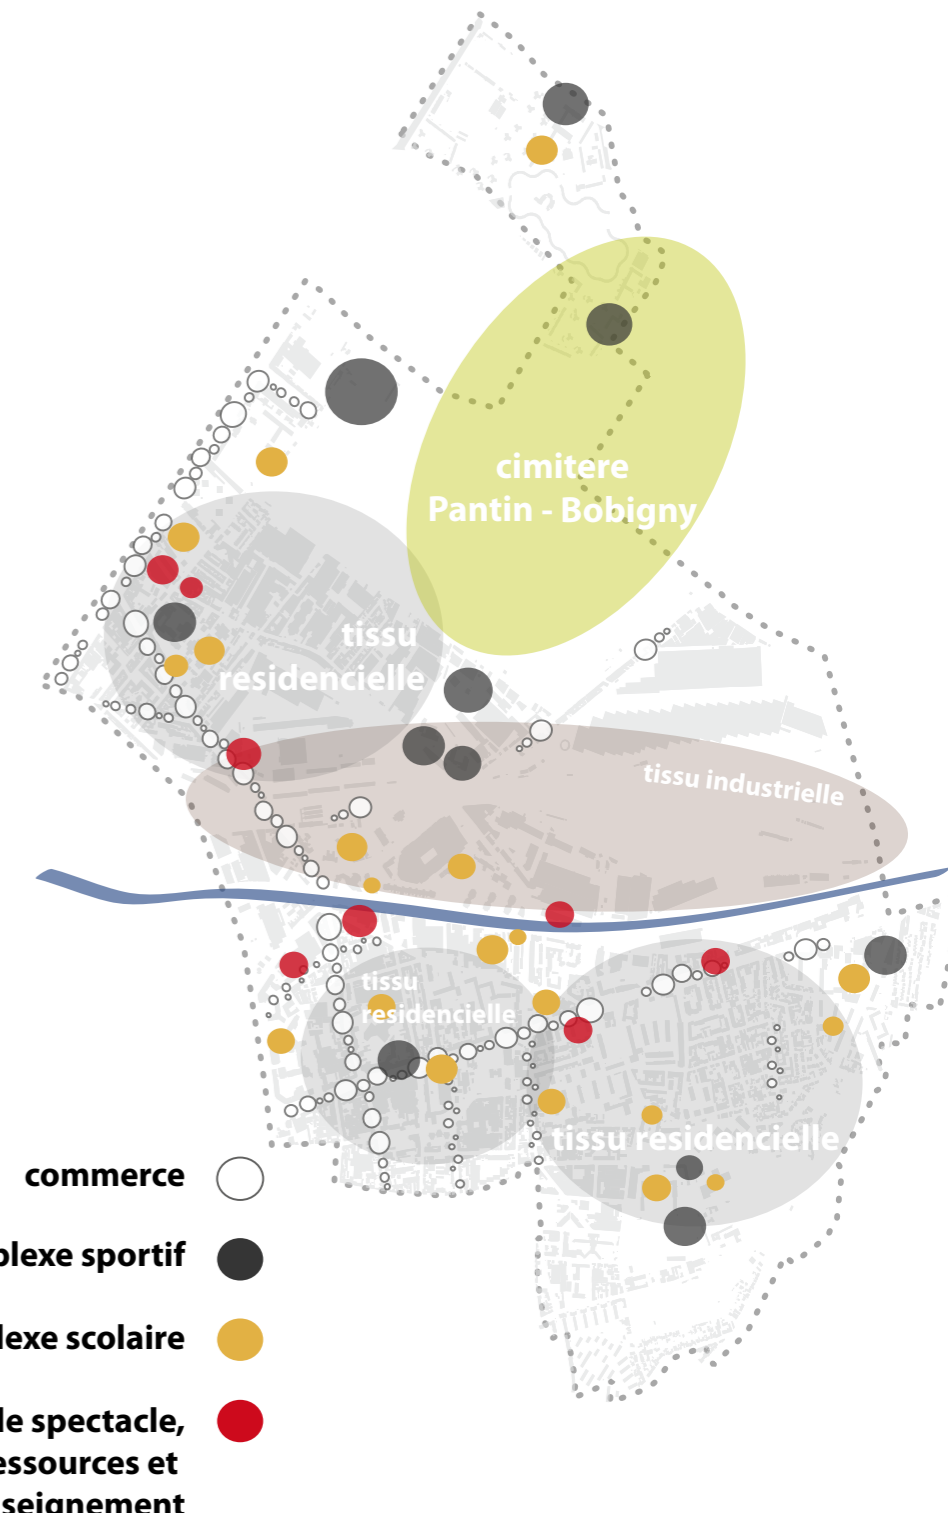 cimitere
Pantin - Bobigny
tissu
residencielle
tissu industrielle
tissu
residencielle
tissu residencielle
commerce
plexe sportif
lexe scolaire
le spectacle,
essources et
seignement